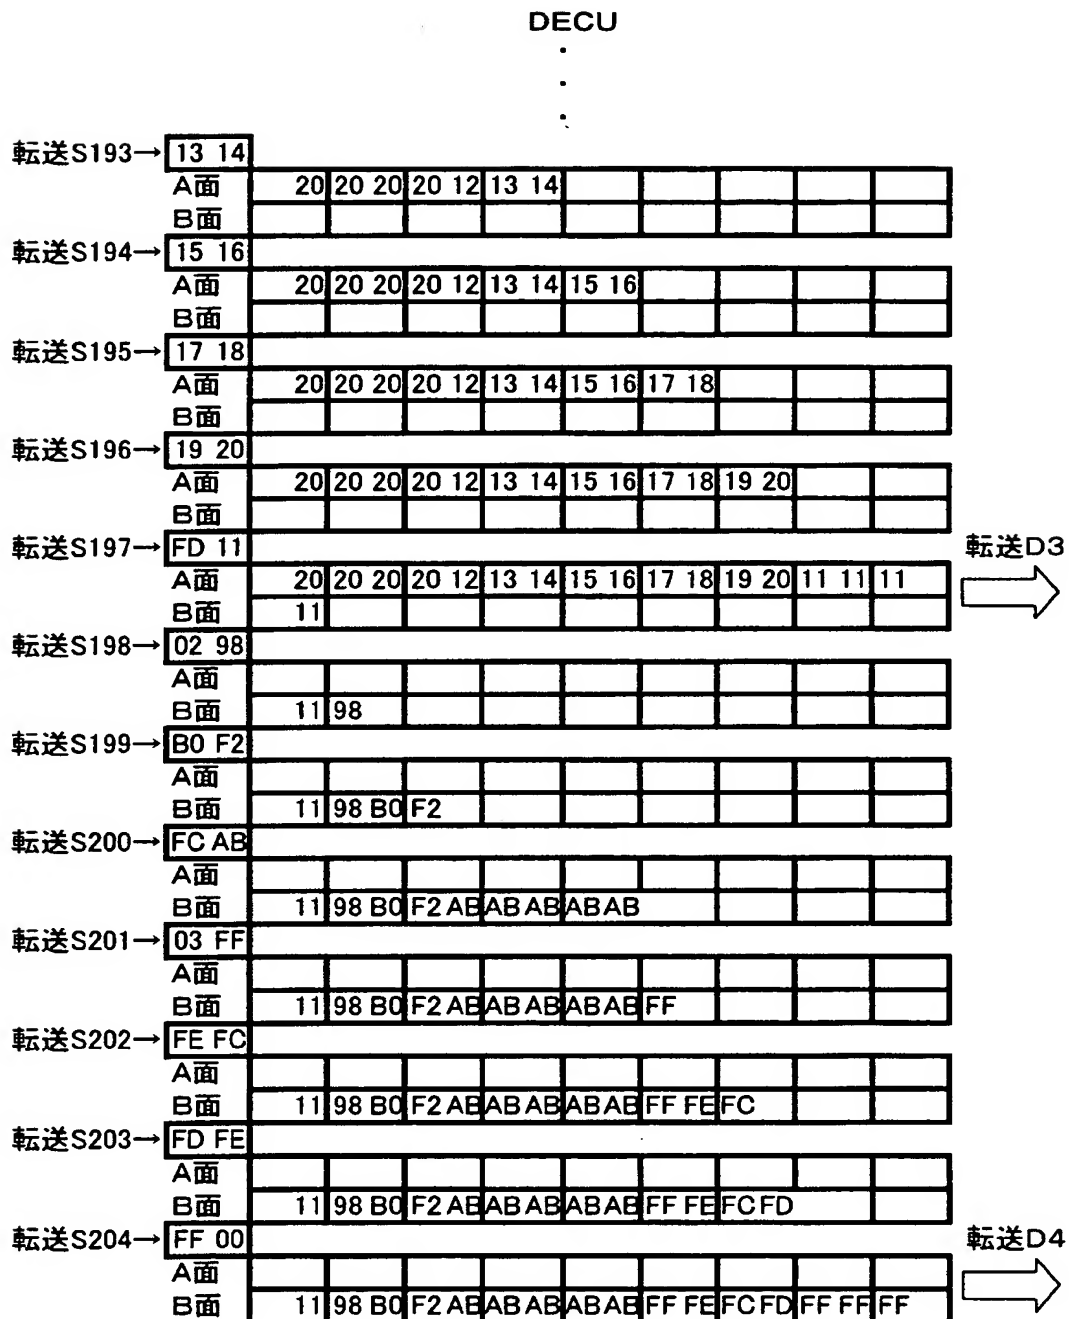 DECU
転送S193→ 13 14
A面 20 20 20 20 12 13 14
B面
転送S194→ 15 16
A面 20 20 20 20 12 13 14 15 16
B面
転送S195→ 17 18
A面 20 20 20 20 12 13 14 15 16 17 18
B面
転送S196→ 19 20
A面 20 20 20 20 12 13 14 15 16 17 18 19 20
B面
転送S197→ FD 11 転送D3
A面 20 20 20 20 12 13 14 15 16 17 18 19 20 11 11 11
B面 11
転送S198→ 02 98
A面
B面 11 98
転送S199→ B0 F2
A面
B面 11 98 B0 F2
転送S200→ FC AB
A面
B面 11 98 B0 F2 AB AB AB AB AB
転送S201→ 03 FF
A面
B面 11 98 B0 F2 AB AB AB AB AB FF
転送S202→ FE FC
A面
B面 11 98 B0 F2 AB AB AB AB AB FF FE FC
転送S203→ FD FE
A面
B面 11 98 B0 F2 AB AB AB AB AB FF FE FC FD
転送S204→ FF 00 転送D4
A面
B面 11 98 B0 F2 AB AB AB AB AB FF FE FC FD FF FF FF